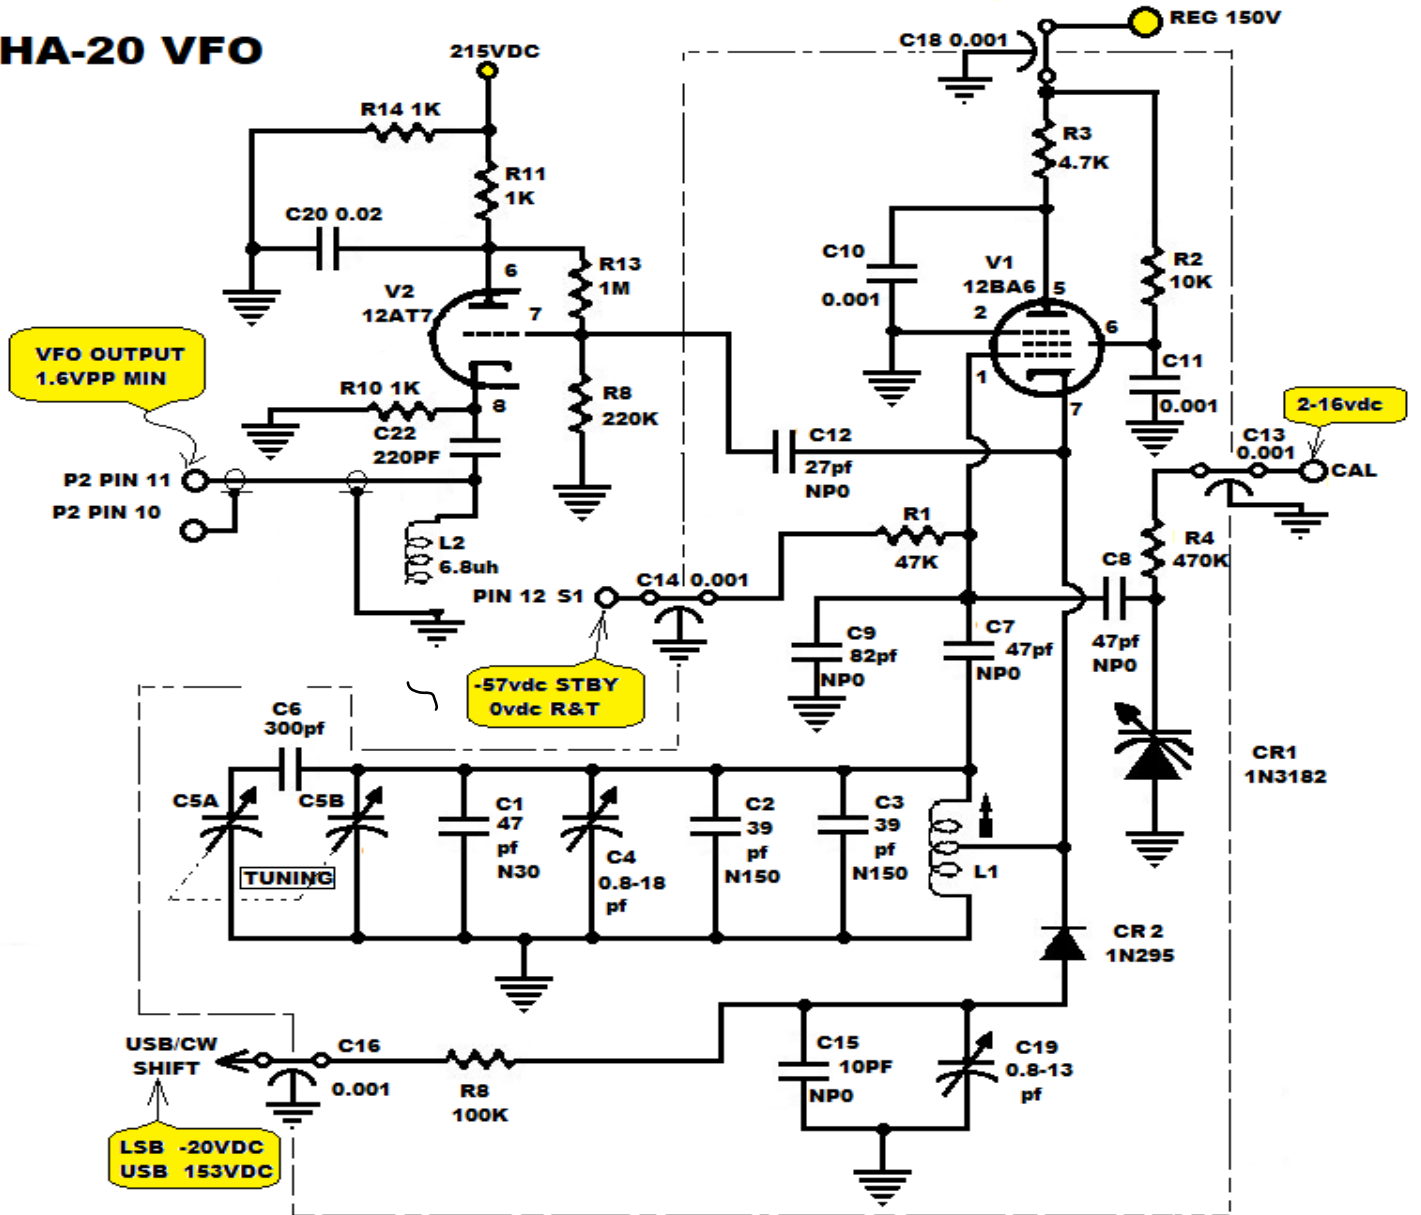 HA-20 VFO
215VDC
C18 0.001
REG 150V
R14 1K
R11
1K
C20 0.02
R3
4.7K
C10
0.001
V1
12BA6
5
2
6
1
7
R2
10K
C11
0.001
6
V2
12AT7
7
8
R13
1M
R8
220K
VFO OUTPUT
1.6VPP MIN
R10 1K
C22
220PF
P2 PIN 11
P2 PIN 10
L2
6.8uh
C12
27pf
NP0
2-16vdc
C13
0.001
CAL
R4
470K
R1
47K
C8
47pf
NP0
PIN 12 S1
C14 0.001
-57vdc STBY
0vdc R&T
C9
82pf
NP0
C7
47pf
NP0
CR1
1N3182
C6
300pf
C5A
C5B
TUNING
C1
47
pf
N30
C4
0.8-18
pf
C2
39
pf
N150
C3
39
pf
N150
L1
CR 2
1N295
USB/CW
SHIFT
C16
0.001
R8
100K
C15
10PF
NP0
C19
0.8-13
pf
LSB -20VDC
USB 153VDC